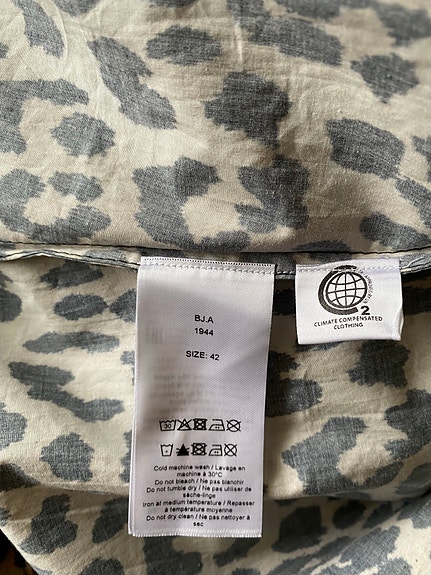 BJ.A
1944
SIZE: 42
Cold machine wash / Lavage en
machine à 30°C
Do not bleach / Ne pas blanchir
Do not tumble dry / Ne pas utiliser de
sèche-linge
Iron at medium temperature / Repasser
à température moyenne
Do not dry clean / Ne pas nettoyer à
sec
2
CLIMATE COMPENSATED
CLOTHING